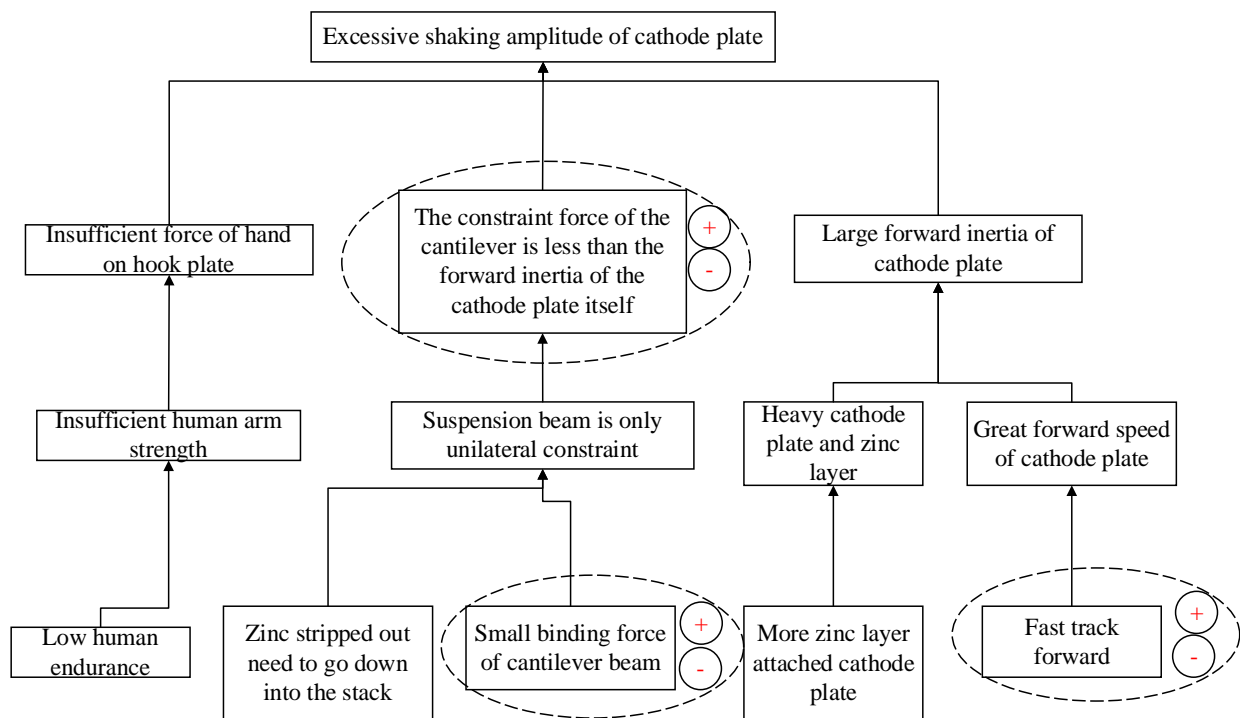 Excessive shaking amplitude of cathode plate
Insufficient force of hand
on hook plate
The constraint force of the
cantilever is less than the
forward inertia of the
cathode plate itself
+
-
Large forward inertia of
cathode plate
Insufficient human arm
strength
Suspension beam is only
unilateral constraint
Heavy cathode
plate and zinc
layer
Great forward speed
of cathode plate
Low human
endurance
Zinc stripped out
need to go down
into the stack
Small binding force
of cantilever beam
+
-
More zinc layer
attached cathode
plate
Fast track
forward
+
-